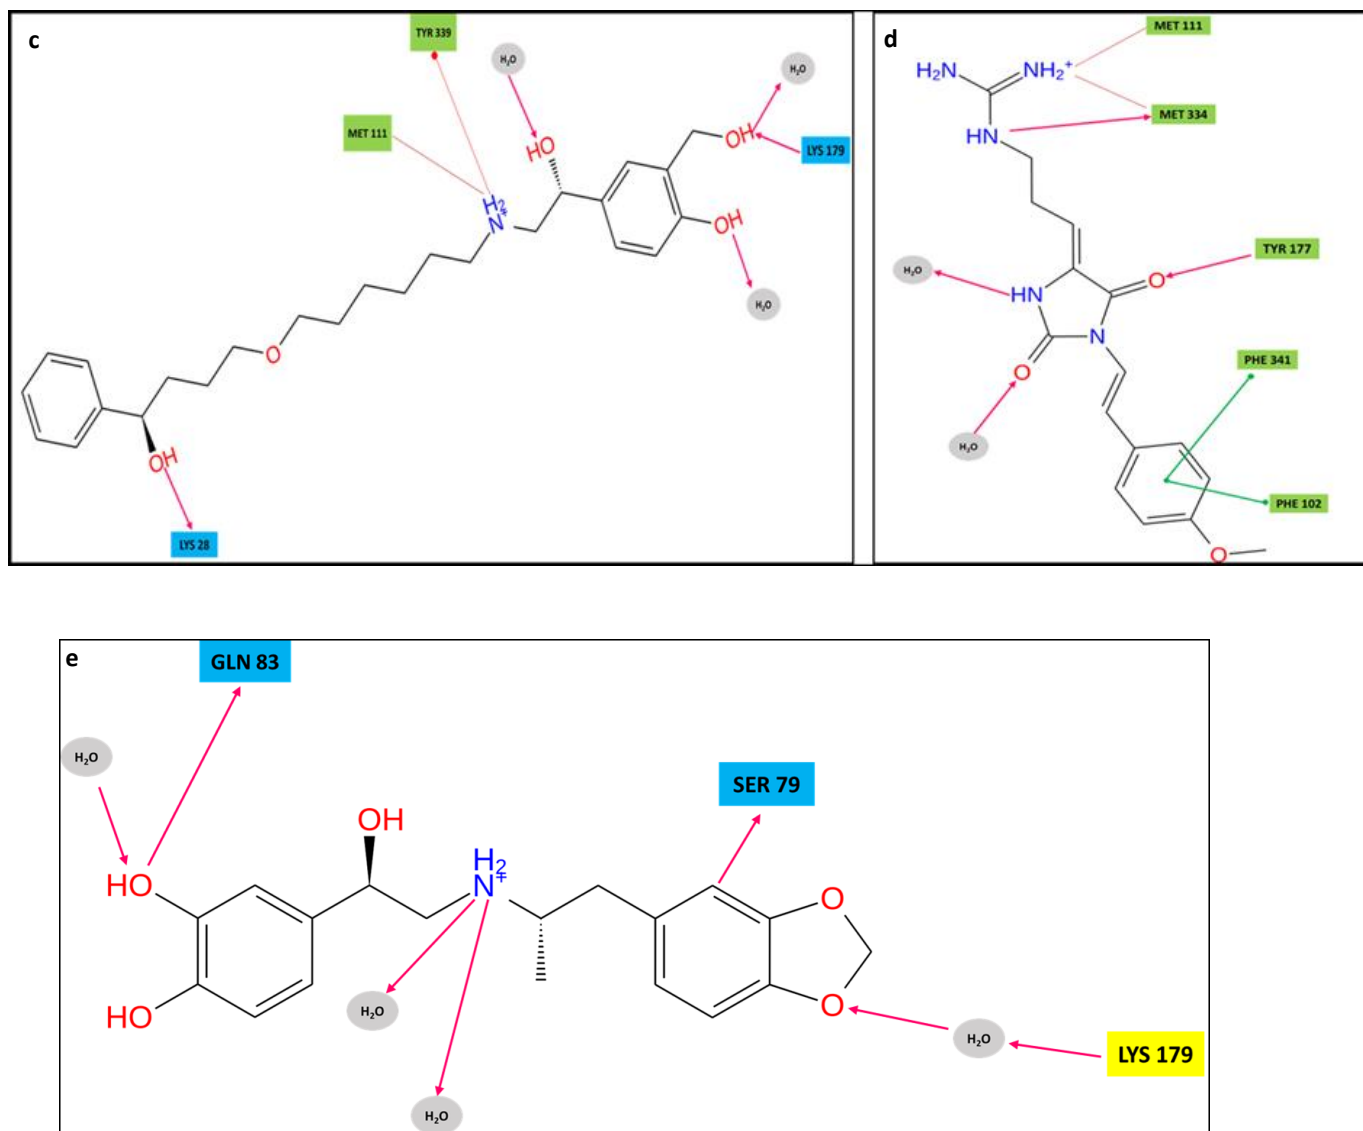 c
TYR 339
H₂O
H₂O
MET 111
HO
OH
LYS 179
H₂
N⁺
OH
H₂O
O
OH
LYS 28
d
MET 111
H₂N
NH₂⁺
MET 334
HN
TYR 177
H₂O
O
HN
N
O
PHE 341
H₂O
PHE 102
O
e
GLN 83
H₂O
SER 79
OH
H₂
N⁺
HO
O
HO
O
H₂O
H₂O
LYS 179
H₂O